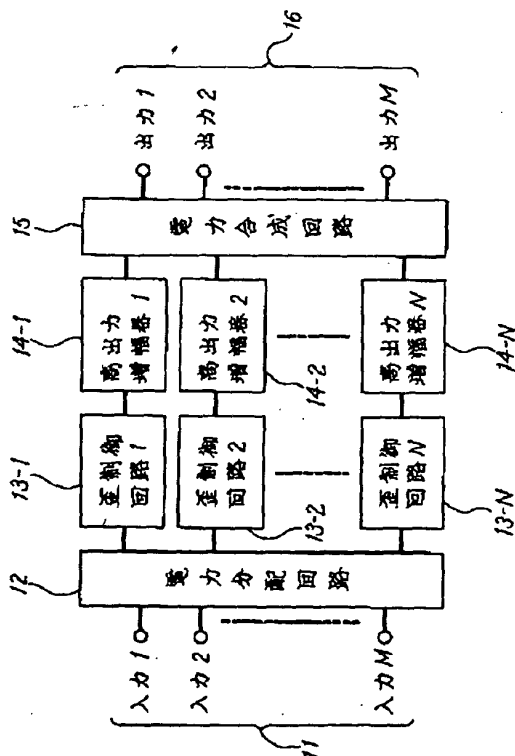 11
入力1
入力2
入力M
12
電力分配回路
13-1
歪制御
回路1
13-2
歪制御
回路2
13-N
歪制御
回路N
14-1
高出力
増幅器1
14-2
高出力
増幅器2
14-N
高出力
増幅器N
15
電力合成回路
出力1
出力2
出力M
16